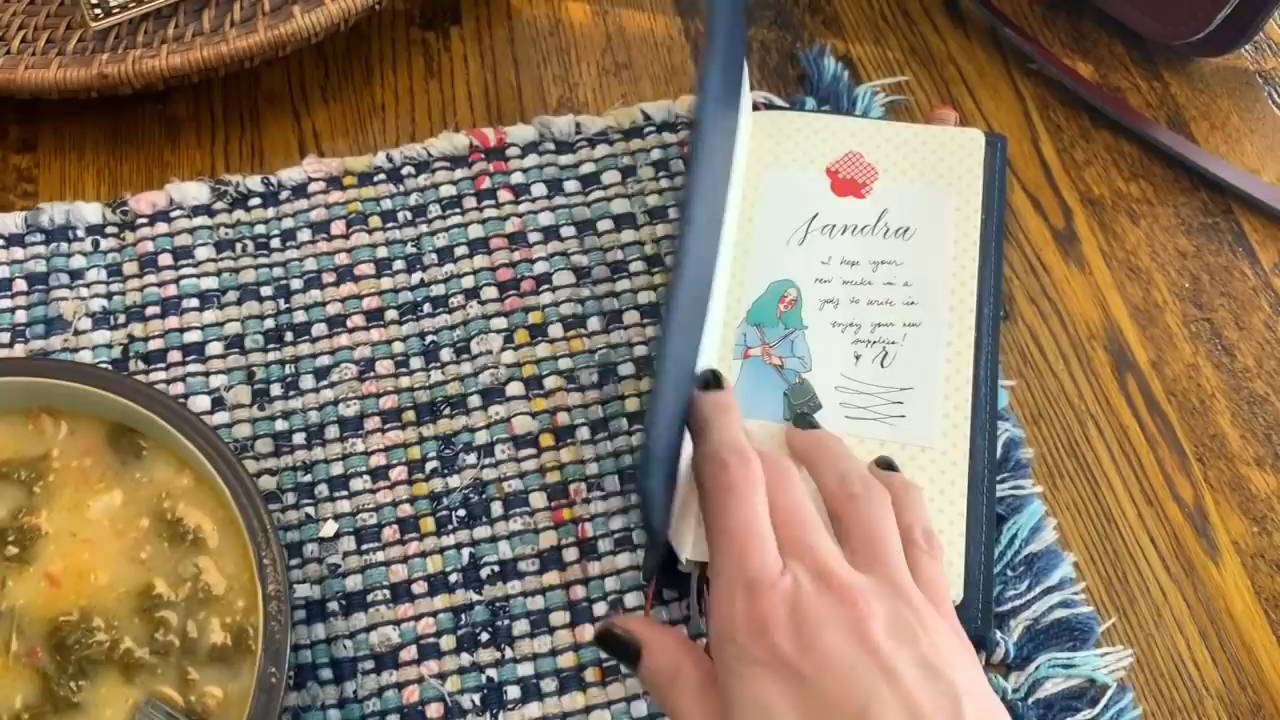 Sandra
I hope your
new weeks is a
joy to write in
enjoy your new
supplies!